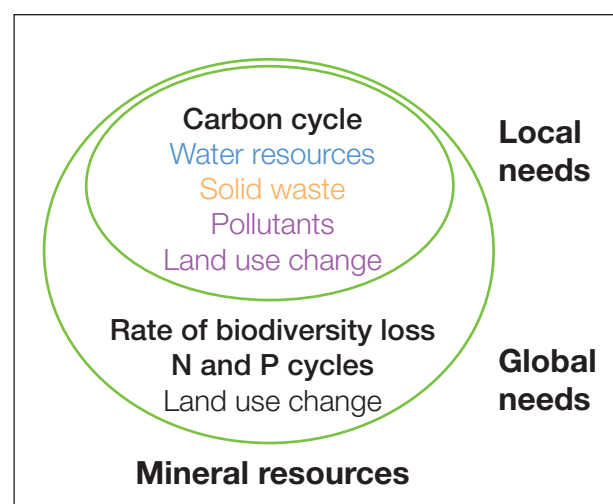 Carbon cycle
Water resources
Solid waste
Pollutants
Land use change
Local
needs
Rate of biodiversity loss
N and P cycles
Land use change
Global
needs
Mineral resources